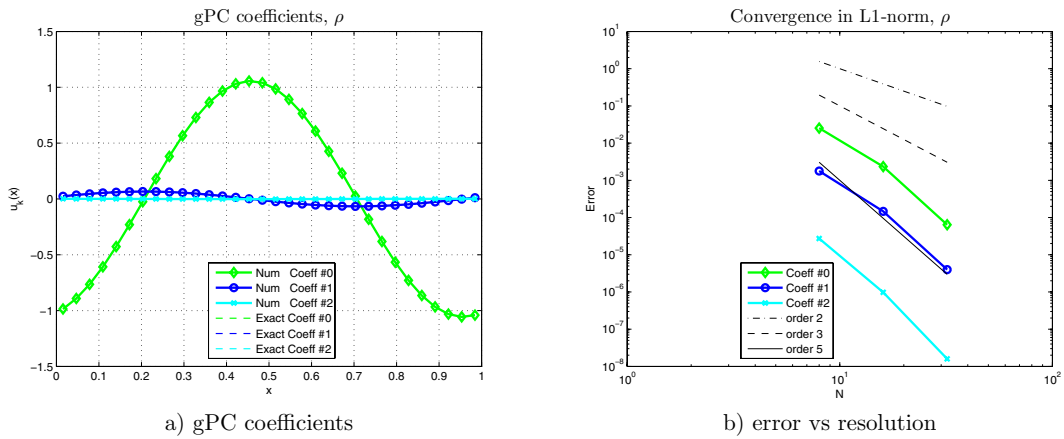 gPC coefficients, ρ
1.5
1
0.5
0
−0.5
−1
−1.5
u_k(x)
Num Coeff #0
Num Coeff #1
Num Coeff #2
Exact Coeff #0
Exact Coeff #1
Exact Coeff #2
0 0.1 0.2 0.3 0.4 0.5 0.6 0.7 0.8 0.9 1
x
a) gPC coefficients
Convergence in L1-norm, ρ
10^1
10^0
10^−1
10^−2
10^−3
10^−4
10^−5
10^−6
10^−7
10^−8
Error
Coeff #0
Coeff #1
Coeff #2
order 2
order 3
order 5
10^0 10^1 10^2
N
b) error vs resolution